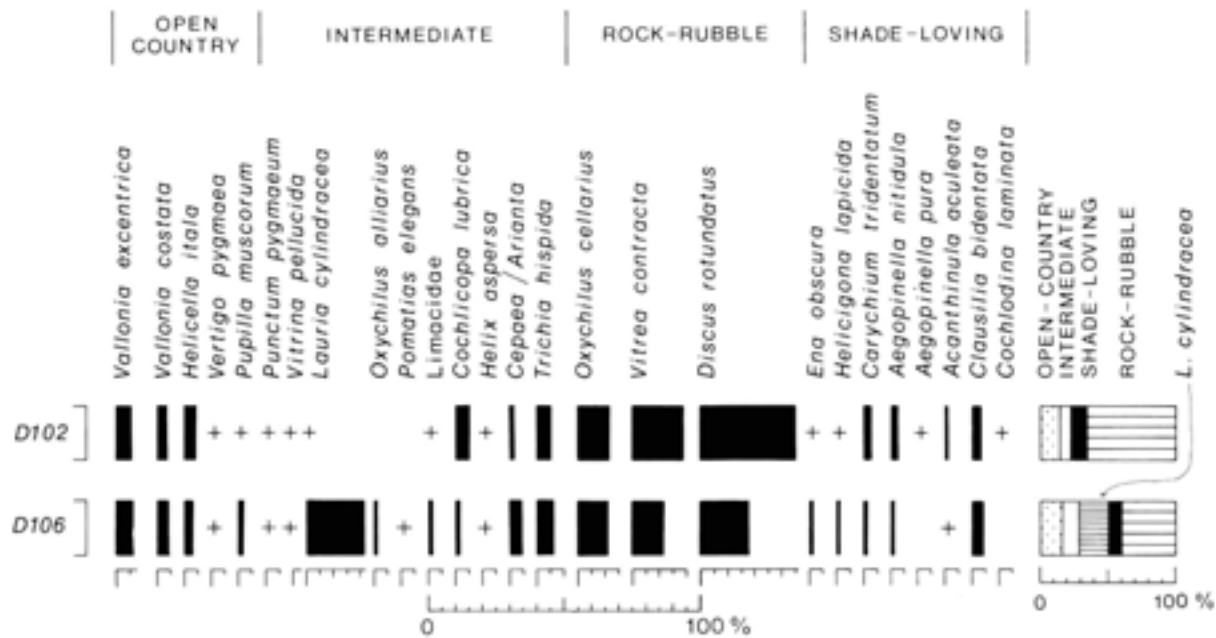 OPEN COUNTRY
INTERMEDIATE
ROCK-RUBBLE
SHADE-LOVING
Vallonia excentrica
Vallonia costata
Helicella itala
Vertigo pygmaea
Pupilla muscorum
Punctum pygmaeum
Vitrina pellucida
Lauria cylindracea
Oxychilus alliarius
Pomatias elegans
Limacidae
Cochlicopa lubrica
Helix aspersa
Cepaea / Arianta
Trichia hispida
Oxychilus cellarius
Vitrea contracta
Discus rotundatus
Ena obscura
Helicigona lapicida
Carychium tridentatum
Aegopinella nitidula
Aegopinella pura
Acanthinula aculeata
Clausilia bidentata
Cochlodina laminata
OPEN-COUNTRY
INTERMEDIATE
SHADE-LOVING
ROCK-RUBBLE
L. cylindracea
D102
+ + + + + + + + + + +
D106
+ + + + + +
0 100 %
0 100 %